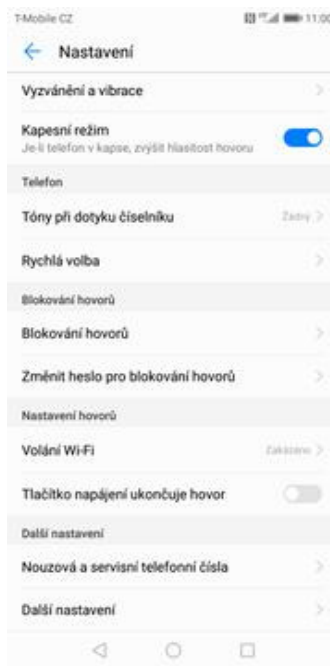 T-Mobile CZ 11:00
Nastavení
Vyzvánění a vibrace
Kapesní režim
Je-li telefon v kapse, zvýšit hlasitost hovoru
Telefon
Tóny při dotyku číselníku Žádný
Rychlá volba
Blokování hovorů
Blokování hovorů
Změnit heslo pro blokování hovorů
Nastavení hovorů
Volání Wi-Fi Zakázáno
Tlačítko napájení ukončuje hovor
Další nastavení
Nouzová a servisní telefonní čísla
Další nastavení